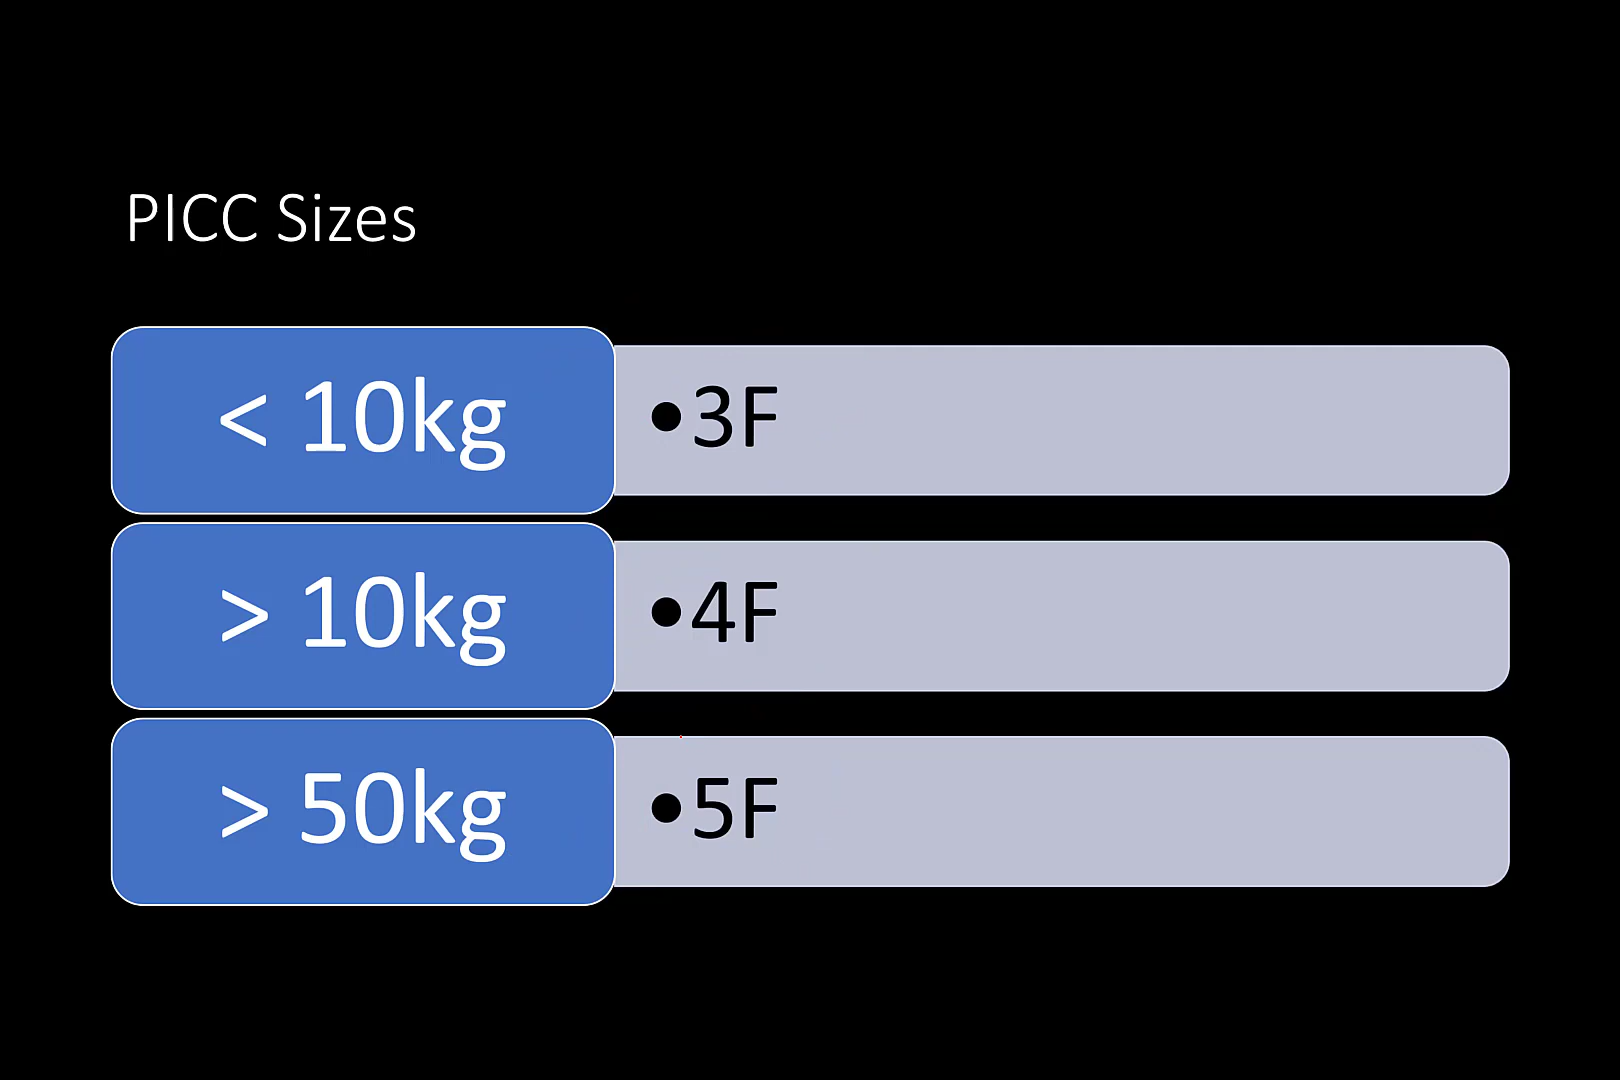 PICC Sizes
< 10kg
•3F
> 10kg
•4F
> 50kg
•5F